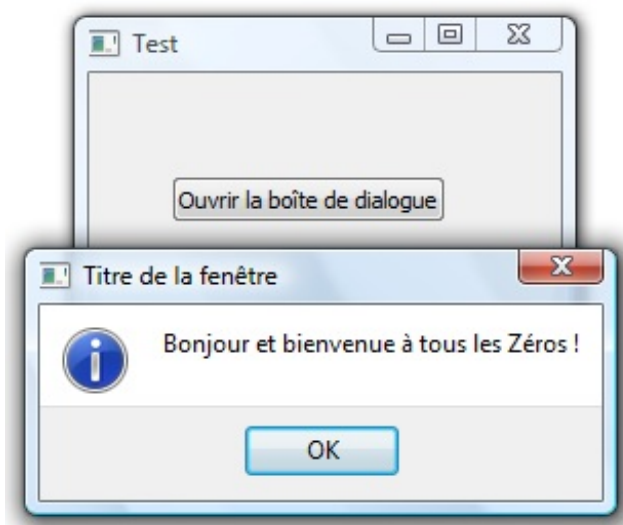 Test
Ouvrir la boîte de dialogue
Titre de la fenêtre
Bonjour et bienvenue à tous les Zéros !
OK